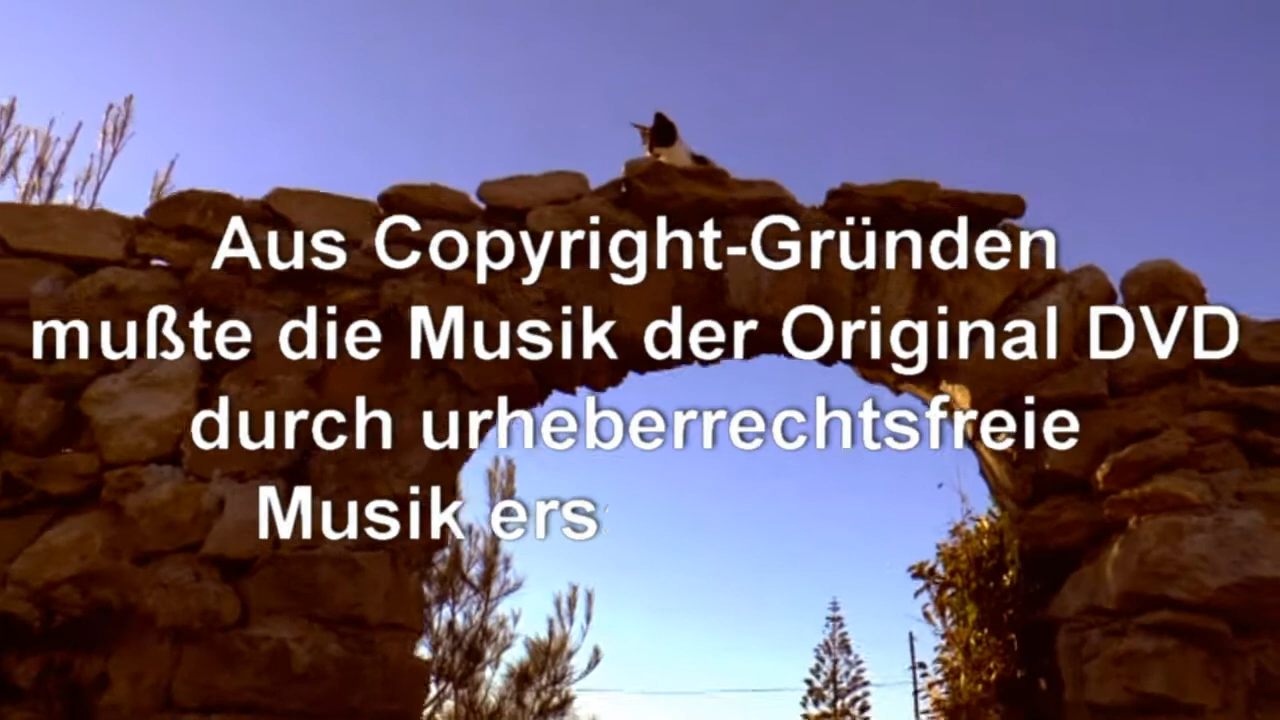 Aus Copyright-Gründen
mußte die Musik der Original DVD
durch urheberrechtsfreie
Musik ers